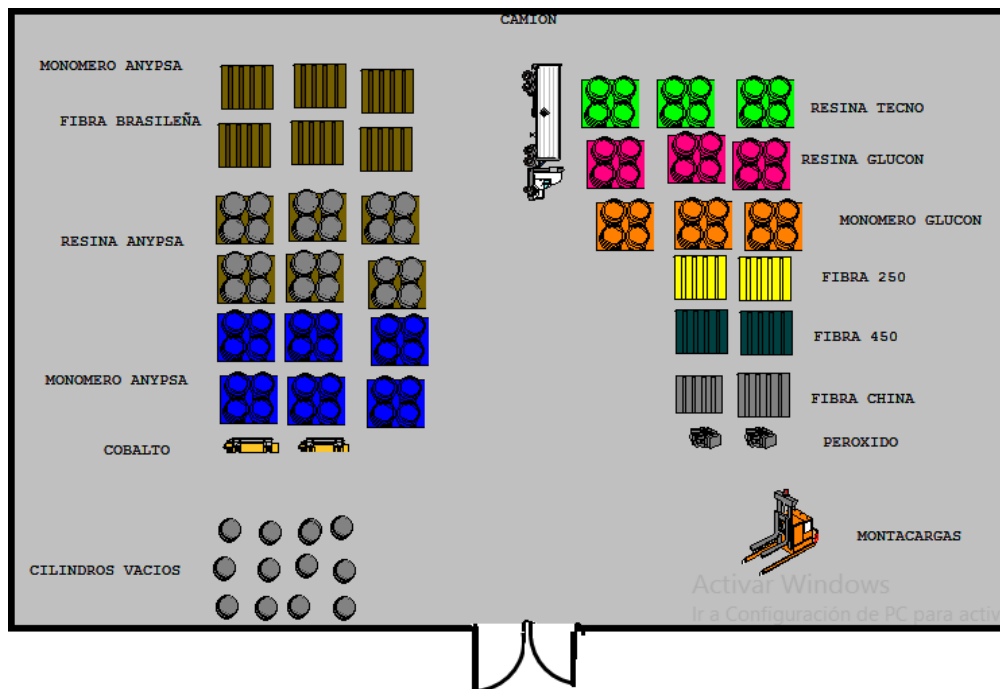 CAMION
MONOMERO ANYPSA
FIBRA BRASILEÑA
RESINA ANYPSA
MONOMERO ANYPSA
COBALTO
CILINDROS VACIOS
RESINA TECNO
RESINA GLUCON
MONOMERO GLUCON
FIBRA 250
FIBRA 450
FIBRA CHINA
PEROXIDO
MONTACARGAS
Activar Windows
Ir a Configuración de PC para activ